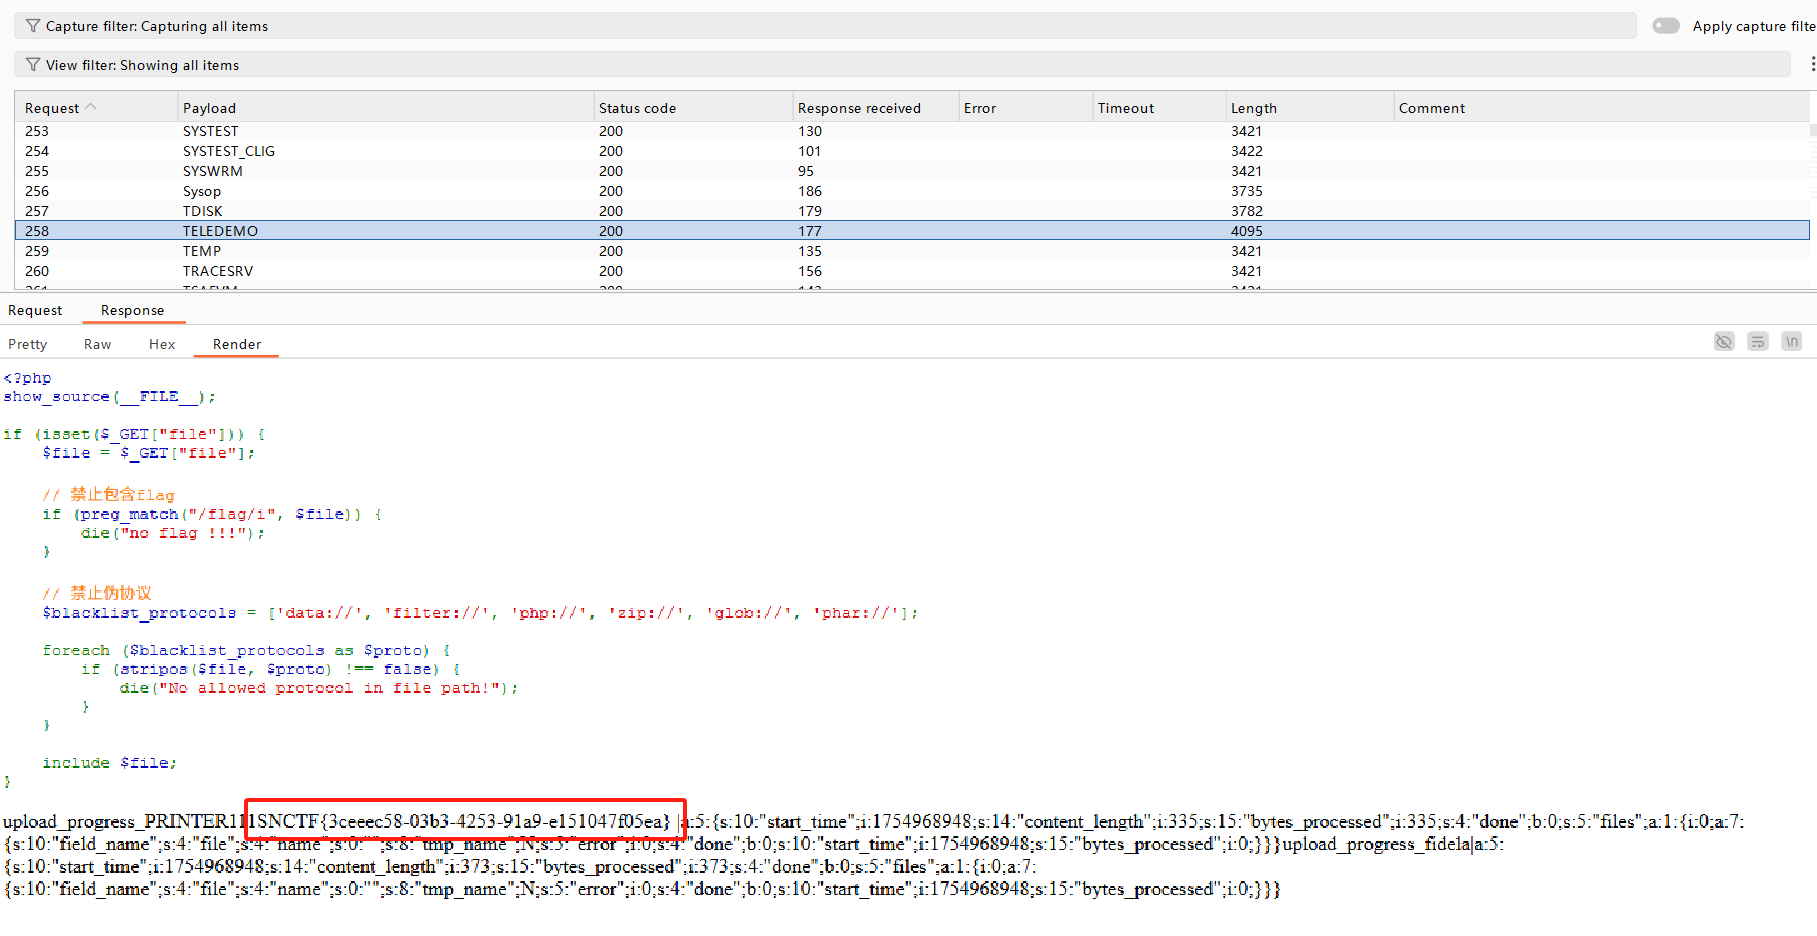 Capture filter: Capturing all items
Apply capture filte
View filter: Showing all items
Request Payload Status code Response received Error Timeout Length Comment
253 SYSTEST 200 130 3421
254 SYSTEST_CLIG 200 101 3422
255 SYSWRM 200 95 3421
256 Sysop 200 186 3735
257 TDISK 200 179 3782
258 TELEDEMO 200 177 4095
259 TEMP 200 135 3421
260 TRACESRV 200 156 3421
Request Response
Pretty Raw Hex Render
\n
<?php
show_source(__FILE__);
if (isset($_GET["file"])) {
$file = $_GET["file"];
// 禁止包含flag
if (preg_match("/flag/i", $file)) {
die("no flag !!!");
}
// 禁止伪协议
$blacklist_protocols = ['data://', 'filter://', 'php://', 'zip://', 'glob://', 'phar://'];
foreach ($blacklist_protocols as $proto) {
if (stripos($file, $proto) !== false) {
die("No allowed protocol in file path!");
}
}
include $file;
}
upload_progress_PRINTER111SNCTF{3ceeec58-03b3-4253-91a9-e151047f05ea} |a:5:{s:10:"start_time";i:1754968948;s:14:"content_length";i:335;s:15:"bytes_processed";i:335;s:4:"done";b:0;s:5:"files";a:1:{i:0;a:7:
{s:10:"field_name";s:4:"file";s:4:"name";s:0:"";s:8:"tmp_name";N;s:5:"error";i:0;s:4:"done";b:0;s:10:"start_time";i:1754968948;s:15:"bytes_processed";i:0;}}}upload_progress_fidela|a:5:
{s:10:"start_time";i:1754968948;s:14:"content_length";i:373;s:15:"bytes_processed";i:373;s:4:"done";b:0;s:5:"files";a:1:{i:0;a:7:
{s:10:"field_name";s:4:"file";s:4:"name";s:0:"";s:8:"tmp_name";N;s:5:"error";i:0;s:4:"done";b:0;s:10:"start_time";i:1754968948;s:15:"bytes_processed";i:0;}}}